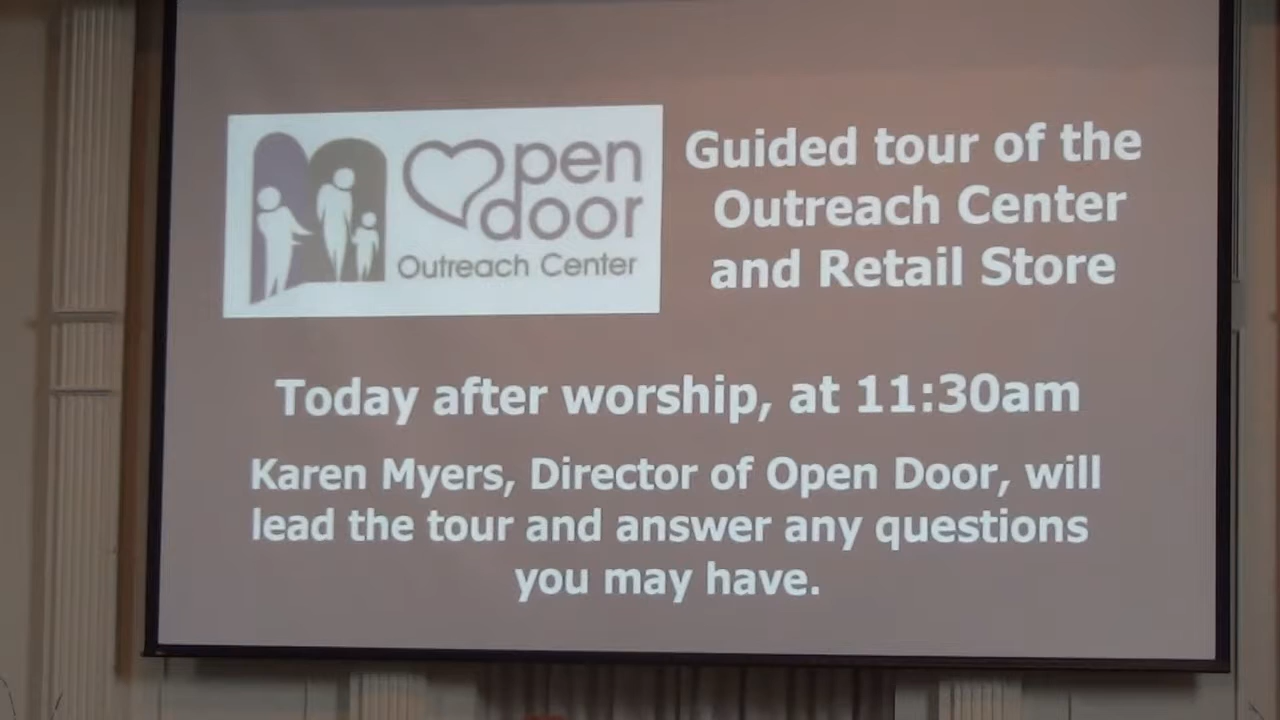 Open
door
Outreach Center
Guided tour of the
Outreach Center
and Retail Store
Today after worship, at 11:30am
Karen Myers, Director of Open Door, will
lead the tour and answer any questions
you may have.